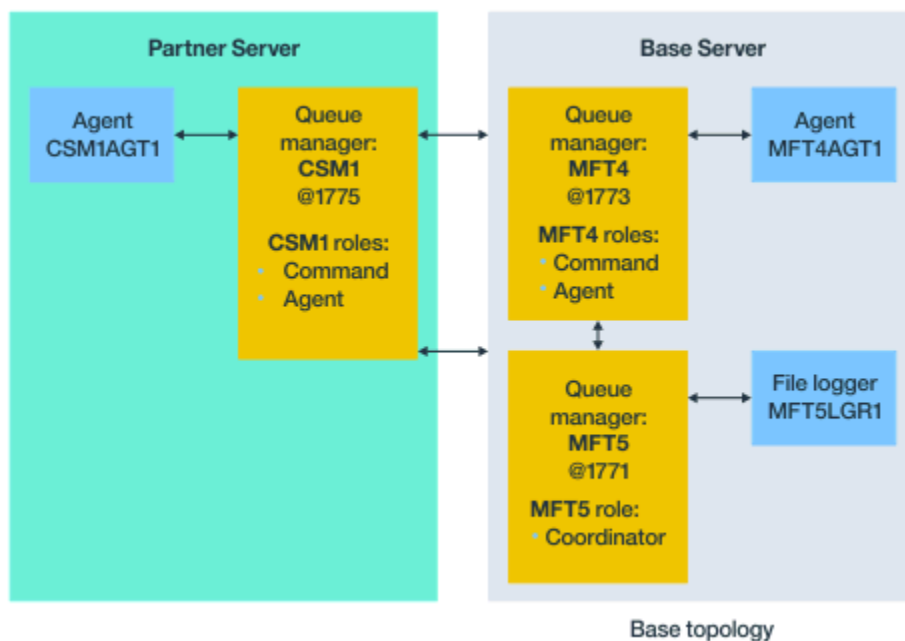 Partner Server
Agent
CSM1AGT1
Queue
manager:
CSM1
@1775
CSM1 roles:
• Command
• Agent
Base Server
Queue
manager:
MFT4
@1773
MFT4 roles:
• Command
• Agent
Agent
MFT4AGT1
Queue
manager:
MFT5
@1771
MFT5 role:
• Coordinator
File logger
MFT5LGR1
Base topology